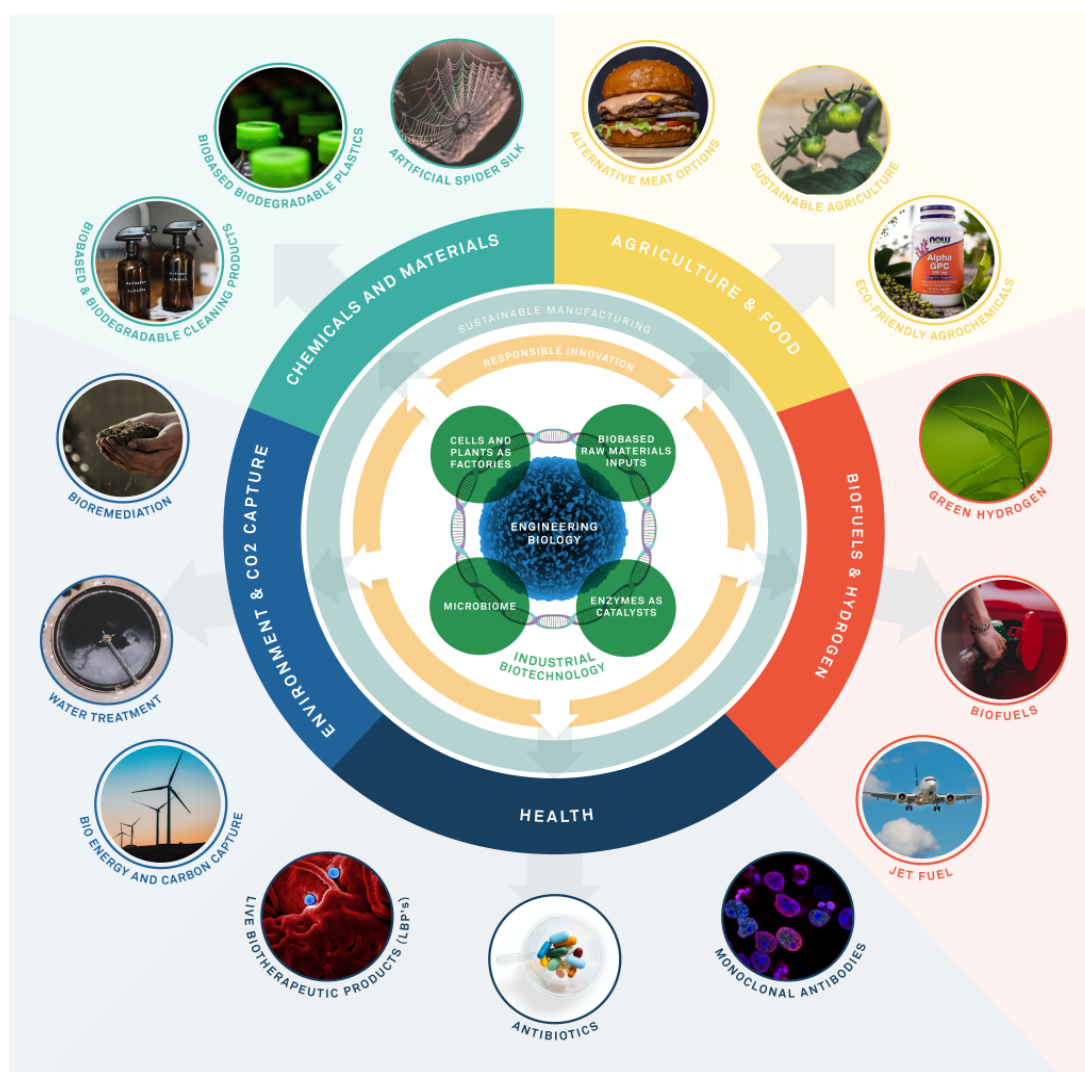 BIOBASED BIODEGRADABLE PLASTICS
ARTIFICIAL SPIDER SILK
ALTERNATIVE MEAT OPTIONS
SUSTAINABLE AGRICULTURE
BIOBASED & BIODEGRADABLE CLEANING PRODUCTS
now
Alpha
GPC
ECO-FRIENDLY AGROCHEMICALS
CHEMICALS AND MATERIALS
AGRICULTURE & FOOD
SUSTAINABLE MANUFACTURING
RESPONSIBLE INNOVATION
BIOREMEDIATION
CELLS AND
PLANTS AS
FACTORIES
BIOBASED
RAW MATERIALS
INPUTS
GREEN HYDROGEN
ENVIRONMENT & CO2 CAPTURE
ENGINEERING
BIOLOGY
BIOFUELS & HYDROGEN
MICROBIOME
ENZYMES AS
CATALYSTS
INDUSTRIAL
BIOTECHNOLOGY
WATER TREATMENT
BIOFUELS
HEALTH
BIO ENERGY AND CARBON CAPTURE
JET FUEL
LIVE BIOTHERAPEUTIC PRODUCTS (LBP's)
ANTIBIOTICS
MONOCLONAL ANTIBODIES